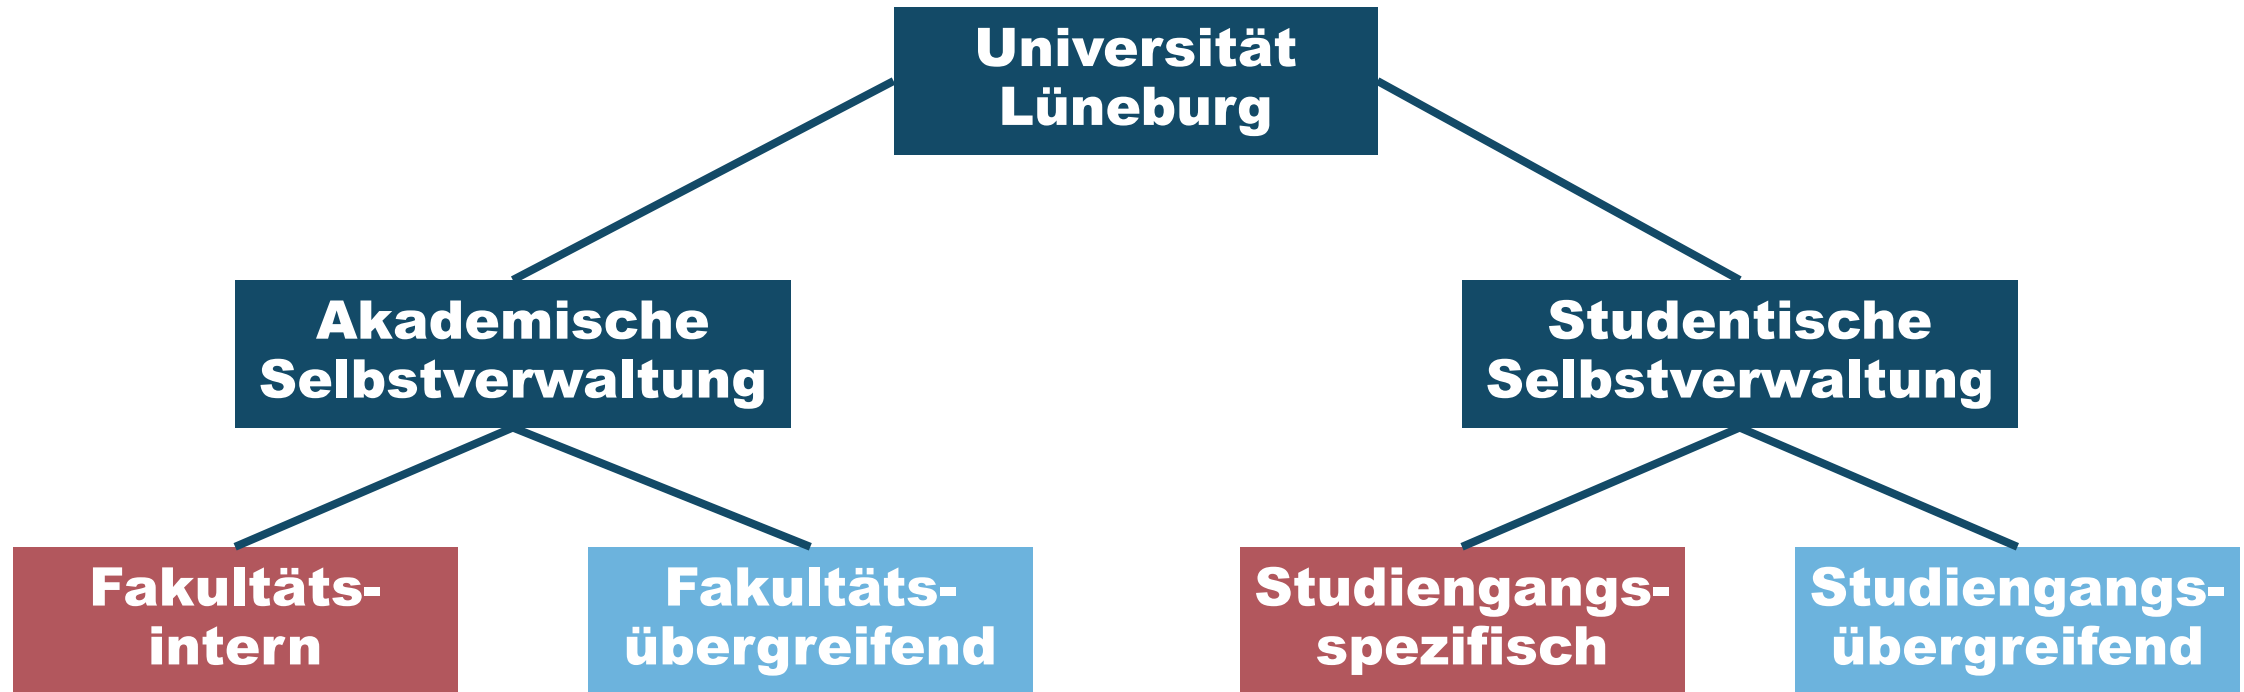 Universität
Lüneburg
Akademische
Selbstverwaltung
Studentische
Selbstverwaltung
Fakultäts-
intern
Fakultäts-
übergreifend
Studiengangs-
spezifisch
Studiengangs-
übergreifend